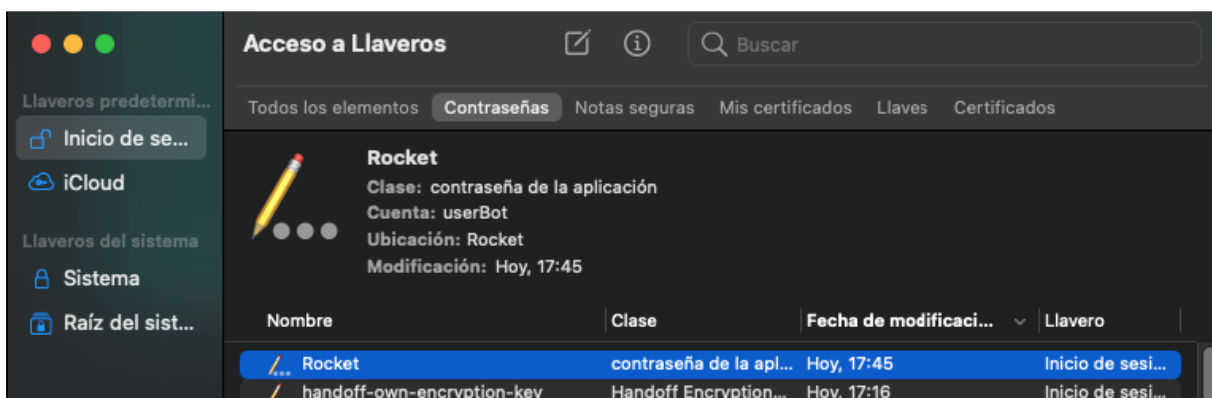 Acceso a Llaveros
Buscar
Llaveros predetermi...
Inicio de se...
iCloud
Llaveros del sistema
Sistema
Raíz del sist...
Todos los elementos Contraseñas Notas seguras Mis certificados Llaves Certificados
Rocket
Clase: contraseña de la aplicación
Cuenta: userBot
Ubicación: Rocket
Modificación: Hoy, 17:45
Nombre Clase Fecha de modificaci... Llavero
Rocket contraseña de la apl... Hoy, 17:45 Inicio de sesi...
handoff-own-encryption-key Handoff Encryption... Hoy, 17:16 Inicio de sesi...